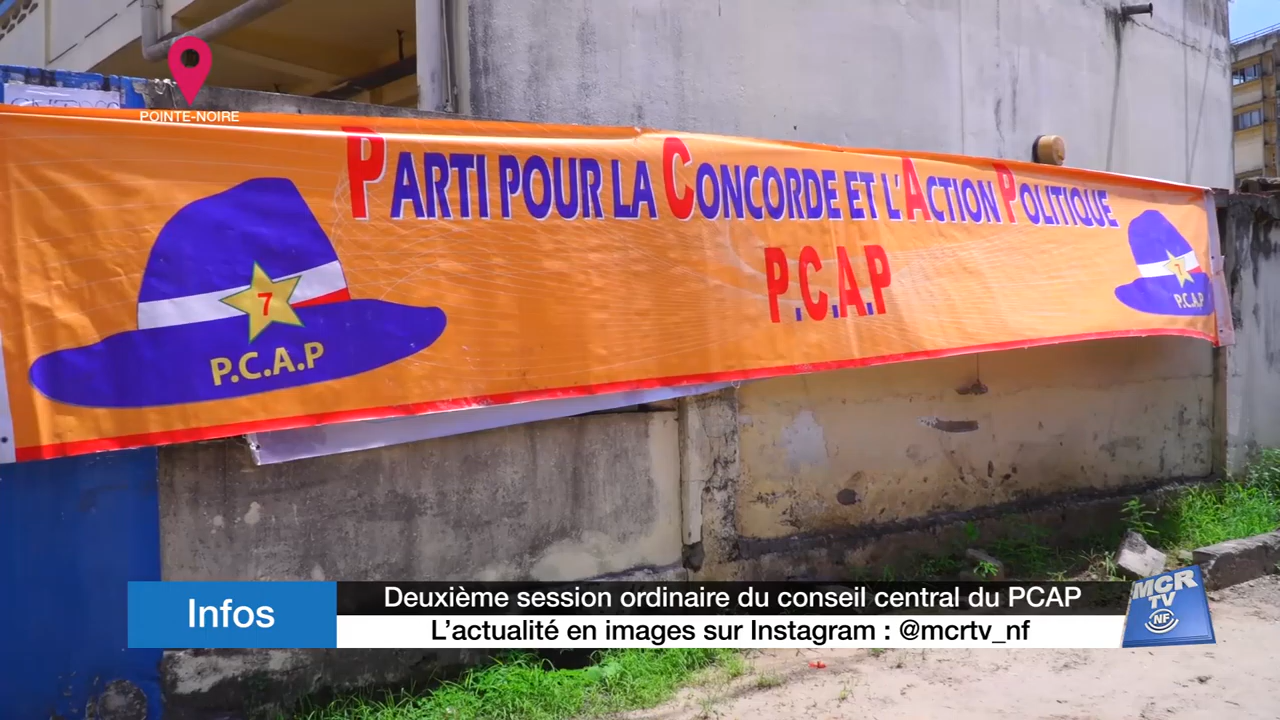 POINTE-NOIRE
PARTI POUR LA CONCORDE ET L'ACTION POLITIQUE
P.C.A.P
7
P.C.A.P
7
P.C.A.P
Infos
Deuxième session ordinaire du conseil central du PCAP
L'actualité en images sur Instagram : @mcrtv_nf
MCR
TV
NF